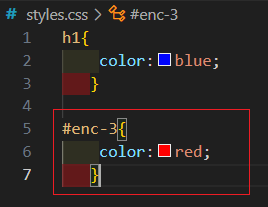 # styles.css > #enc-3
1 h1{
2 color: blue;
3 }
4
5 #enc-3{
6 color: red;
7 }